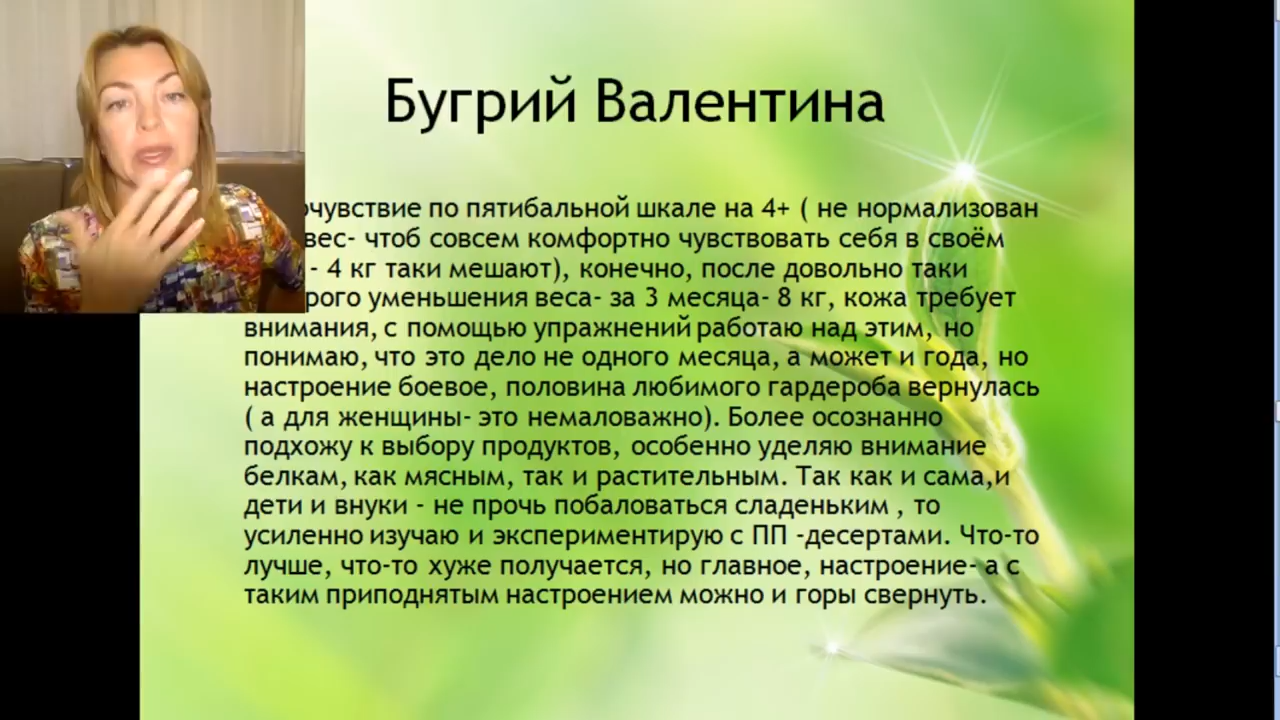 Бугрий Валентина
по пятибальной шкале на 4+ ( не нормализован
вес- чтоб совсем комфортно чувствовать себя в своём
- 4 кг таки мешают), конечно, после довольно таки
уменьшения веса- за 3 месяца- 8 кг, кожа требует
внимания, с помощью упражнений работаю над этим, но
понимаю, что это дело не одного месяца, а может и года, но
настроение боевое, половина любимого гардероба вернулась
( а для женщины- это немаловажно). Более осознанно
подхожу к выбору продуктов, особенно уделяю внимание
белкам, как мясным, так и растительным. Так как и сама,и
дети и внуки - не прочь побаловаться сладеньким , то
усиленно изучаю и экспериментирую с ПП -десертами. Что-то
лучше, что-то хуже получается, но главное, настроение- а с
таким приподнятым настроением можно и горы свернуть.